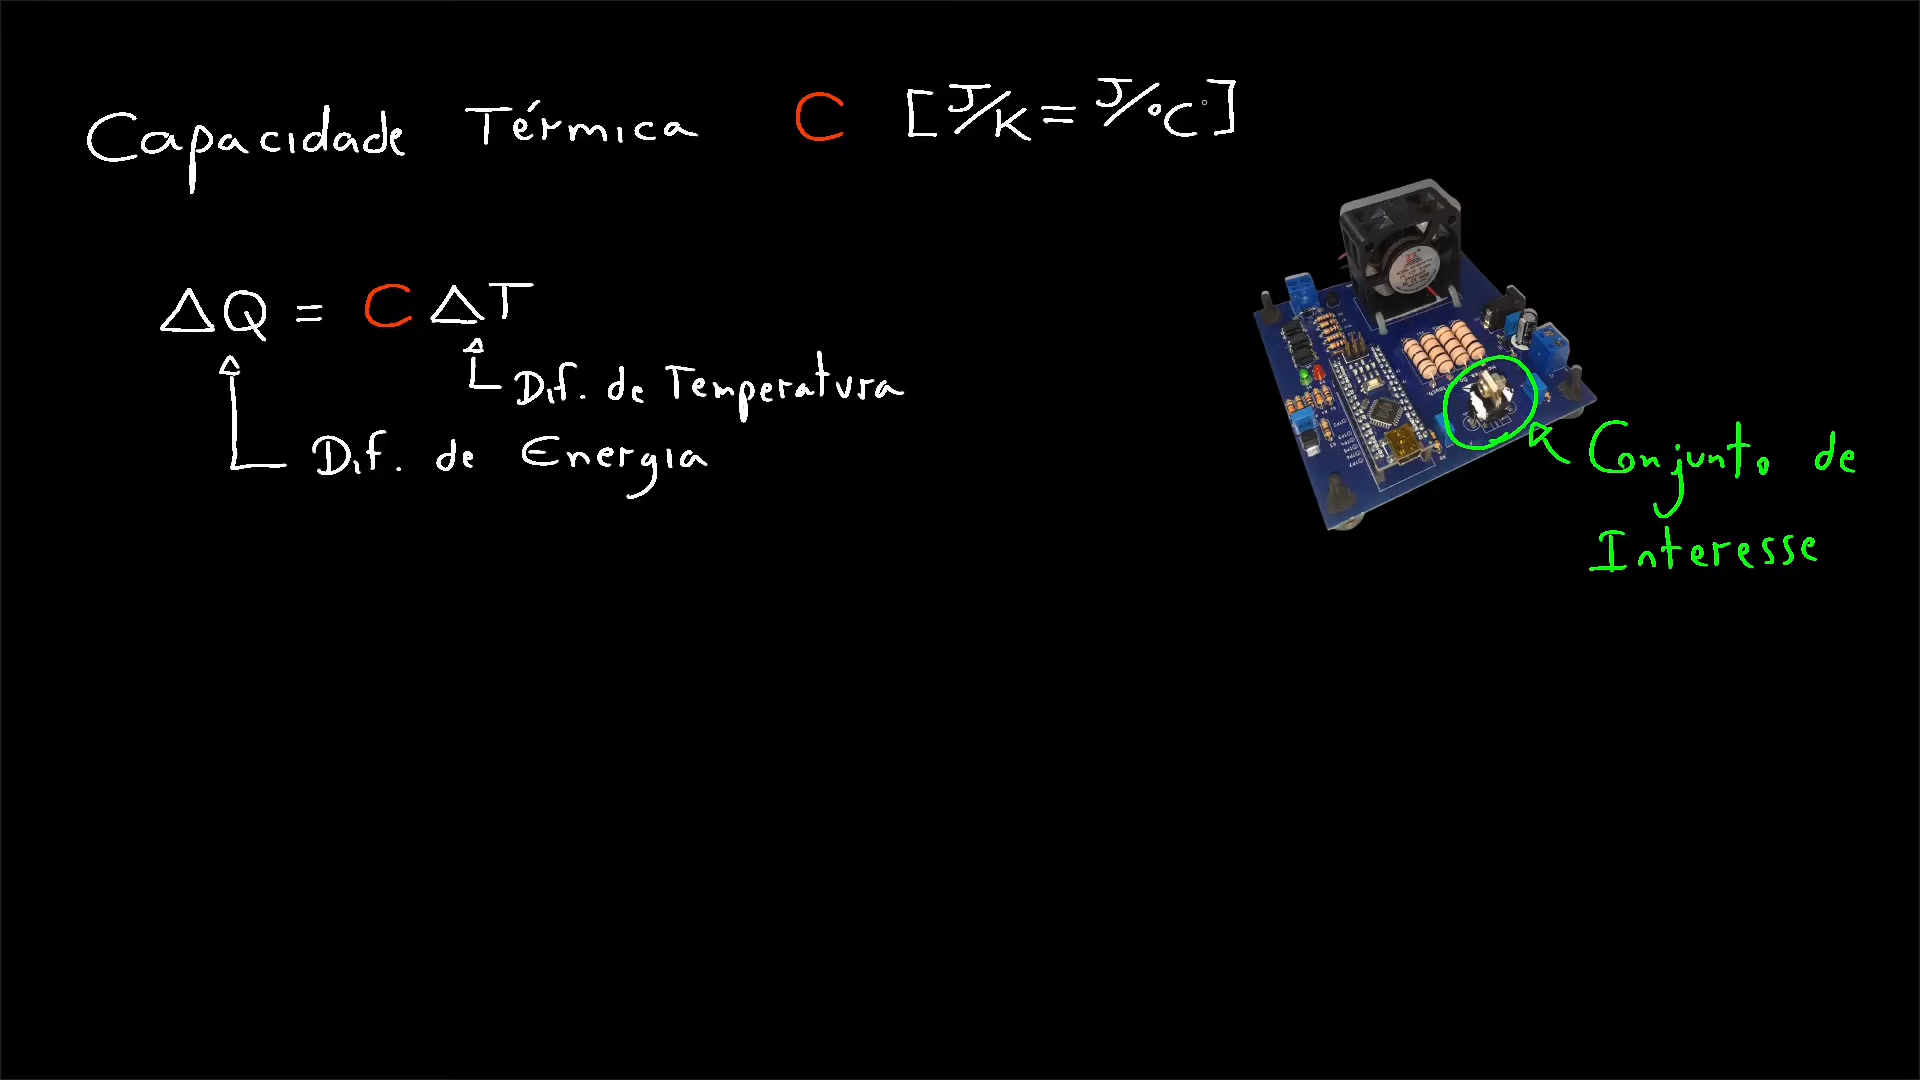 Capacidade Térmica C [J/K = J/°C]
ΔQ = C ΔT
Dif. de Temperatura
Dif. de Energia
Conjunto de
Interesse